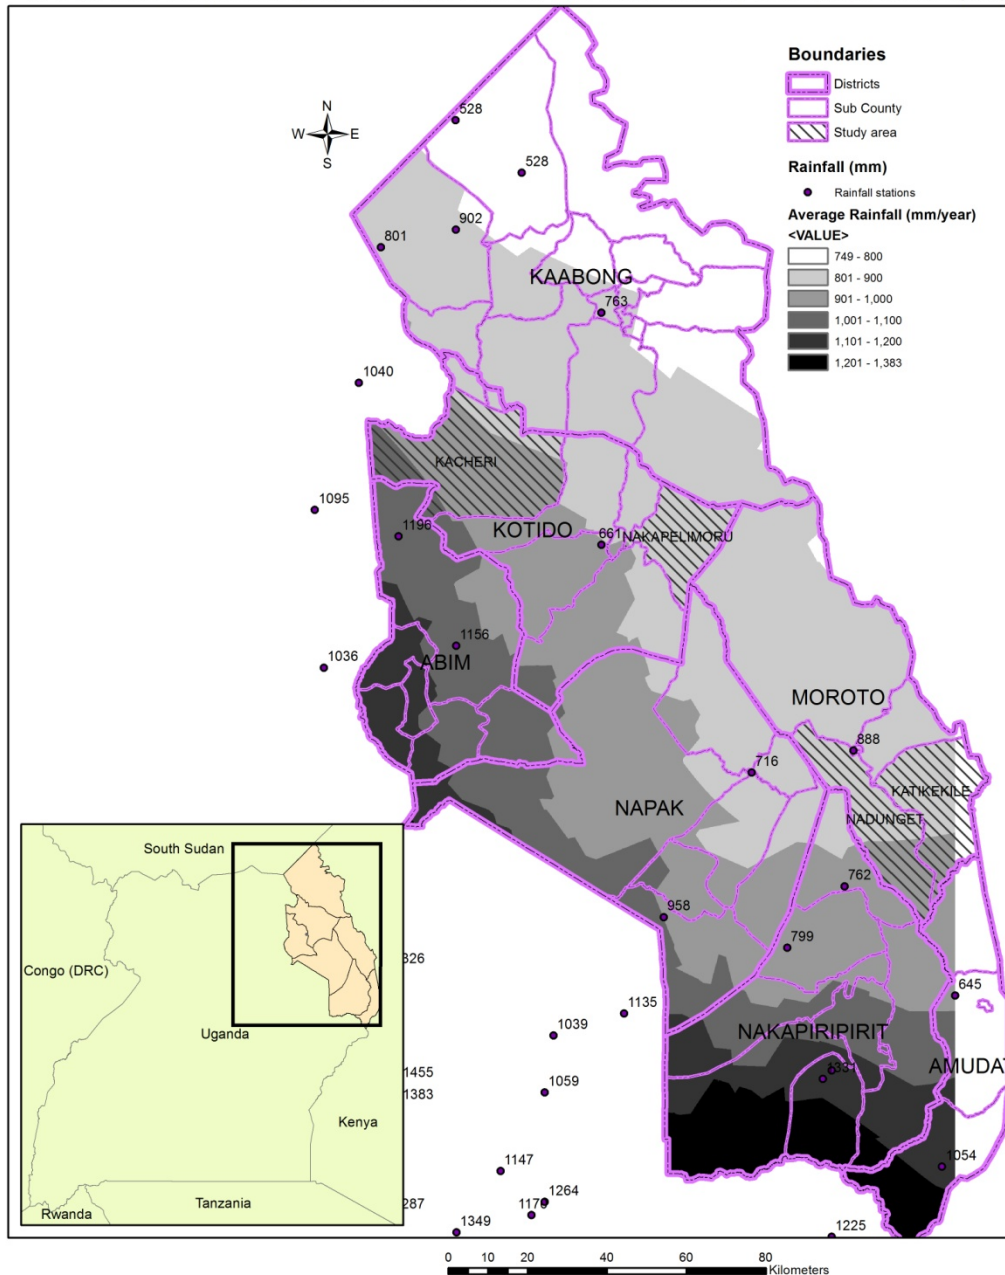 Boundaries
Districts
Sub County
Study area
Rainfall (mm)
Rainfall stations
Average Rainfall (mm/year)
<VALUE>
749 - 800
801 - 900
901 - 1,000
1,001 - 1,100
1,101 - 1,200
1,201 - 1,383
N
W E
S
528
528
902
801
KAABONG
763
1040
KACHERI
1095
1196
KOTIDO
661
NAKAPELIMORU
1156
1036
ABIM
MOROTO
888
716
KATIKEKILE
NAPAK
NADUNGET
762
958
799
645
1135
NAKAPIRIPIRIT
1039
AMUDAT
1331
1059
1054
1147
1264
1176
1349
1225
South Sudan
Congo (DRC)
326
Uganda
1455
1383
Kenya
Tanzania
287
Rwanda
0 10 20 40 60 80
Kilometers